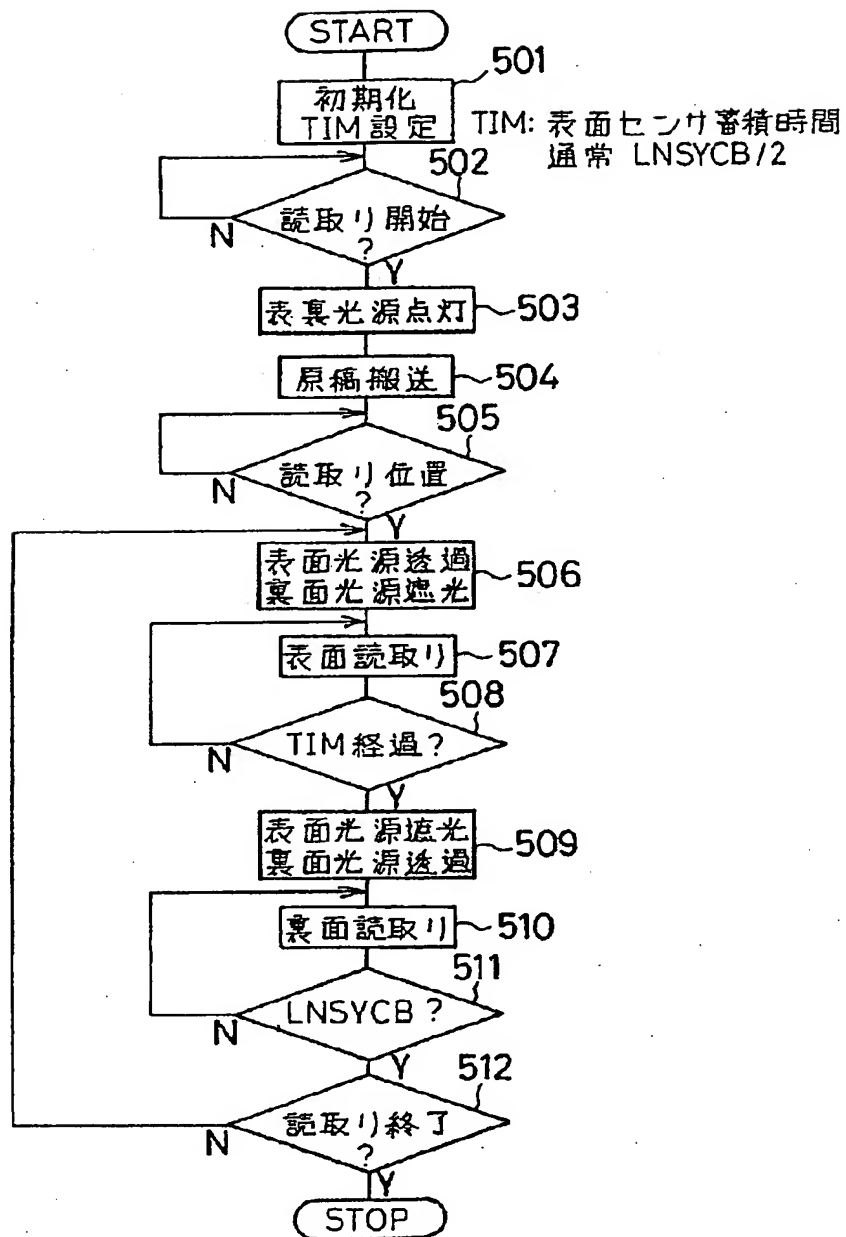 START
501
初期化
TIM設定
TIM: 表面センサ蓄積時間
通常 LNSYCB/2
502
読取り開始
?
N
Y
表裏光源点灯
503
原稿搬送
504
505
読取り位置
?
N
Y
表面光源透過
裏面光源遮光
506
表面読取り
507
508
TIM経過?
N
Y
表面光源遮光
裏面光源透過
509
裏面読取り
510
511
LNSYCB?
N
Y
512
読取り終了
?
N
Y
STOP